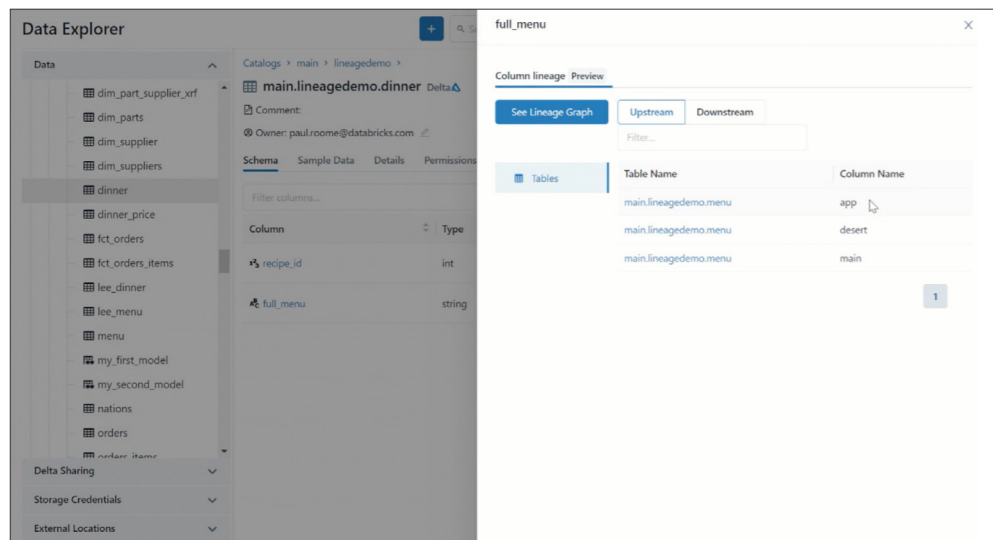 Data Explorer
+
Data
dim_part_supplier_xrf
dim_parts
dim_supplier
dim_suppliers
dinner
dinner_price
fct_orders
fct_orders_items
lee_dinner
lee_menu
menu
my_first_model
my_second_model
nations
orders
orders_items
Delta Sharing
Storage Credentials
External Locations
Catalogs > main > lineagedemo >
main.lineagedemo.dinner Delta
Comment:
Owner: paul.roome@databricks.com
Schema Sample Data Details Permissions
Filter columns...
Column Type
recipe_id int
full_menu string
full_menu
Column lineage Preview
See Lineage Graph Upstream Downstream
Filter...
Tables
Table Name Column Name
main.lineagedemo.menu app
main.lineagedemo.menu desert
main.lineagedemo.menu main
1